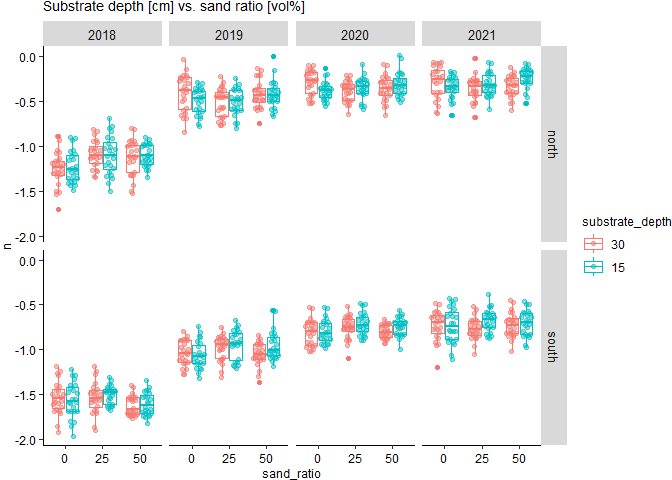 Substrate depth [cm] vs. sand ratio [vol%]
2018 2019 2020 2021
0.0
-0.5
-1.0
-1.5
-2.0
north
n
0.0
-0.5
-1.0
-1.5
-2.0
south
0 25 50 0 25 50 0 25 50 0 25 50
sand_ratio
substrate_depth
30
15